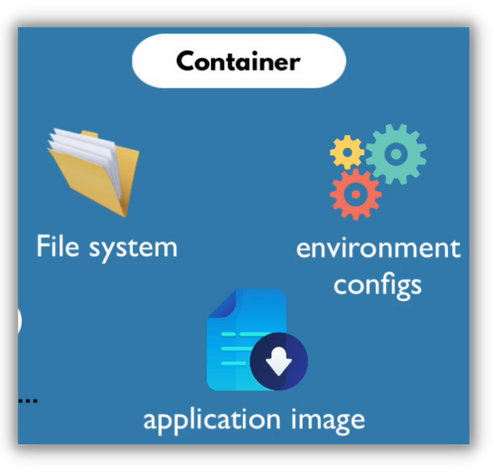 Container
File system
environment
configs
...
application image